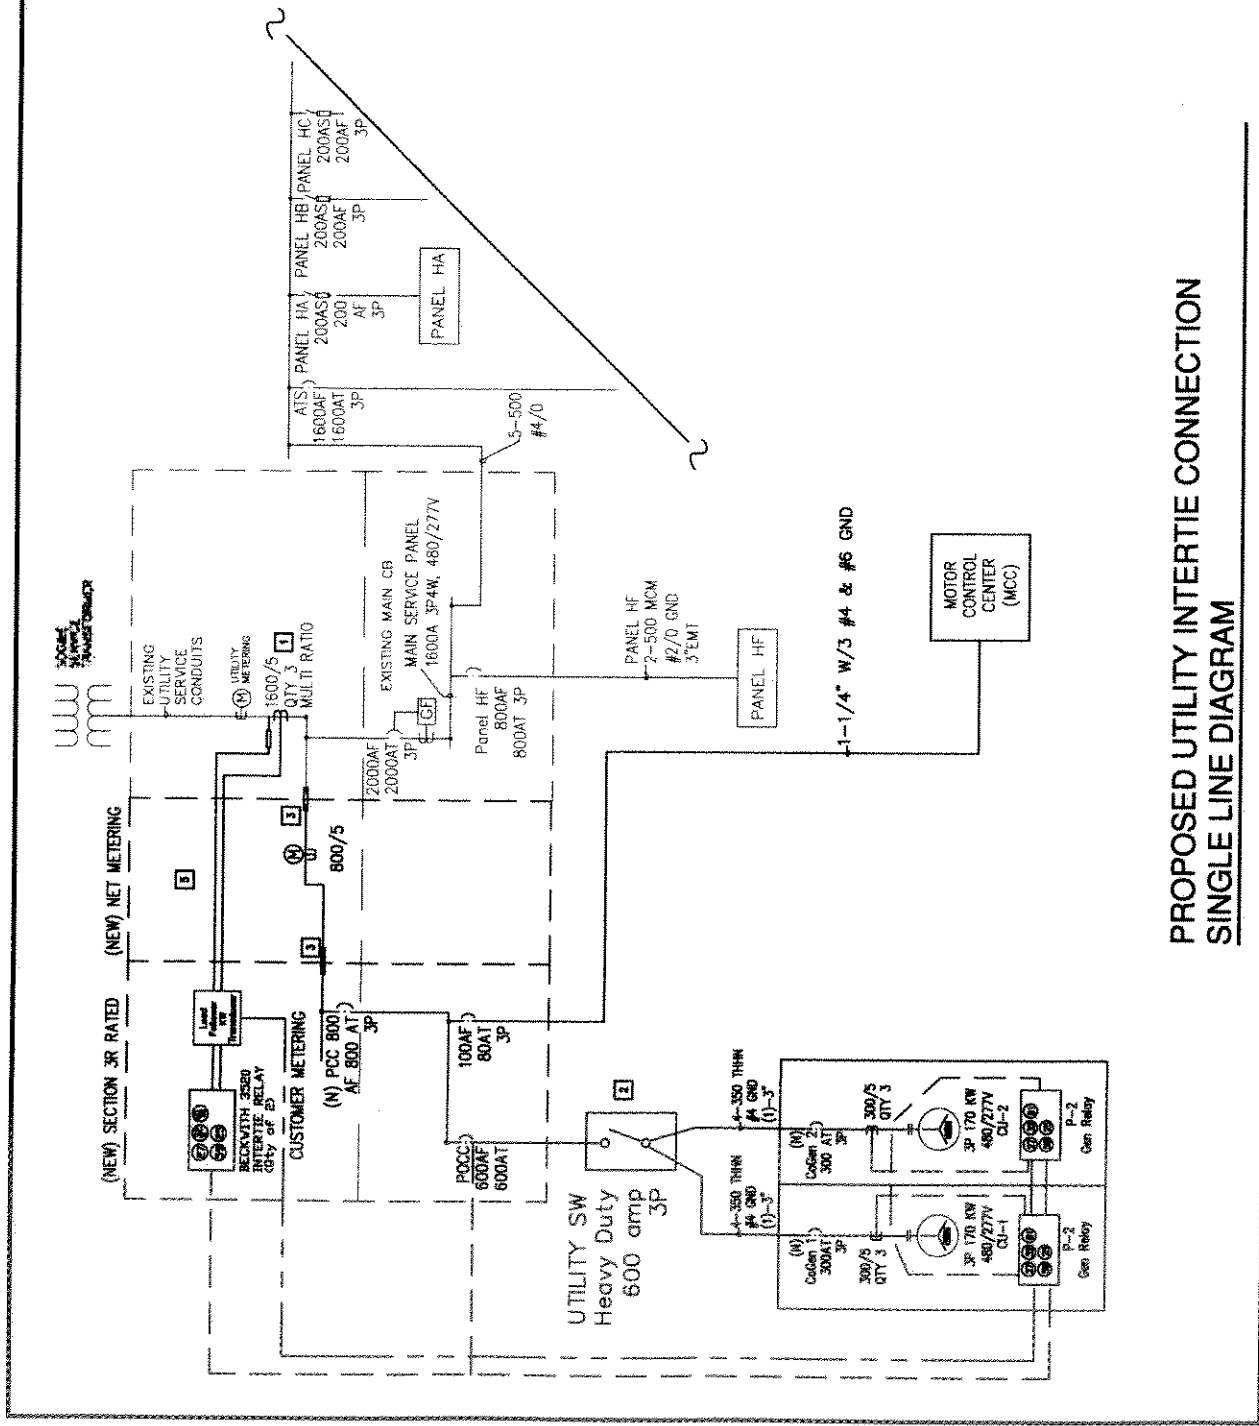 SERVICE
TRANSFORMER
EXISTING
UTILITY
SERVICE
CONDUITS
M
UTILITY
METERING
1600/5
QTY 3
MULTI RATIO
1
EXISTING MAIN CB
MAIN SERVICE PANEL
1600A 3P4W, 480/277V
2000AF
2000AT
3P
GF
Panel HF
800AF
800AT 3P
PANEL HF
2-500 MCM
#2/0 GND
3"EMT
PANEL HF
5-500
#4/0
ATS
1600AF
1600AT
3P
PANEL HA
200AS
200
AF
3P
PANEL HA
PANEL HB
200AS
200AF
3P
PANEL HC
200AS
200AF
3P
(NEW) NET METERING
5
3
M
800/5
3
(NEW) SECTION 3R RATED
Load
Follower
KW
Transducer
BECKWITH 3520
INTERTIE RELAY
(Qty of 2)
CUSTOMER METERING
(N) PCC 800
AF 800 AT
3P
100AF
80AT
3P
POCC
600AF
600AT
1-1/4" W/3 #4 & #6 GND
MOTOR
CONTROL
CENTER
(MCC)
UTILITY SW
Heavy Duty
600 amp
3P
2
4-350 THHN
#4 GND
(1)-3"
4-350 THHN
#4 GND
(1)-3"
(N)
CoGen 1
300AT
3P
300/5
QTY 3
3P 170 KW
480/277V
CU-1
P-2
Gen Relay
(N)
CoGen 2
300 AT
3P
300/5
QTY 3
3P 170 KW
480/277V
CU-2
P-2
Gen Relay
PROPOSED UTILITY INTERTIE CONNECTION
SINGLE LINE DIAGRAM